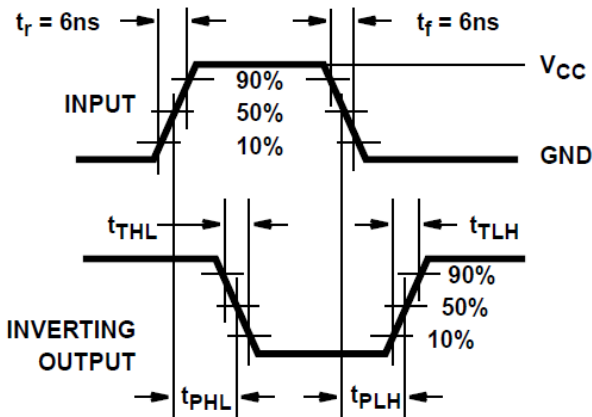 tr = 6ns
tf = 6ns
VCC
90%
INPUT
50%
10%
GND
tTHL
tTLH
90%
50%
INVERTING
OUTPUT
10%
tPHL
tPLH